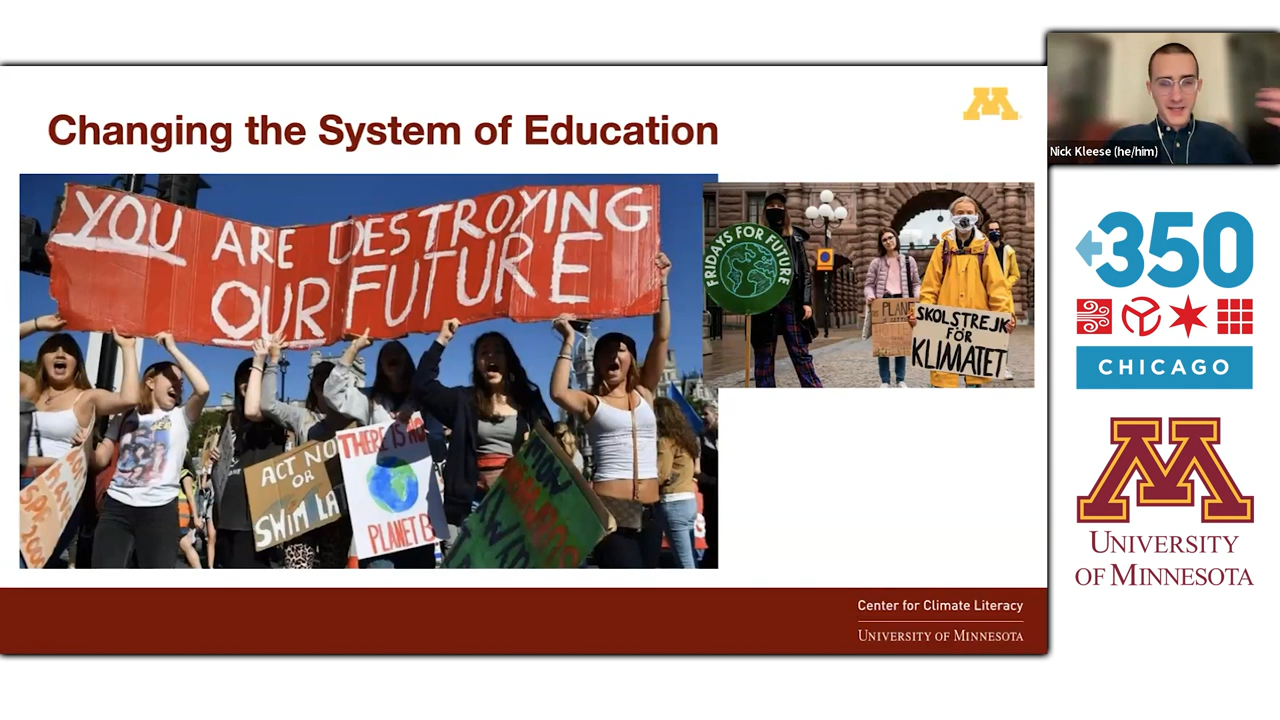 Changing the System of Education
YOU ARE DESTROYING
OUR FUTURE
ACT NO
OR
SWIM LA
THERE IS NO
PLANET B
FRIDAYS FOR FUTURE
PLANE
SKOLSTREJK
FÖR
KLIMATET
Center for Climate Literacy
UNIVERSITY OF MINNESOTA
Nick Kleese (he/him)
350
CHICAGO
M
UNIVERSITY
OF MINNESOTA